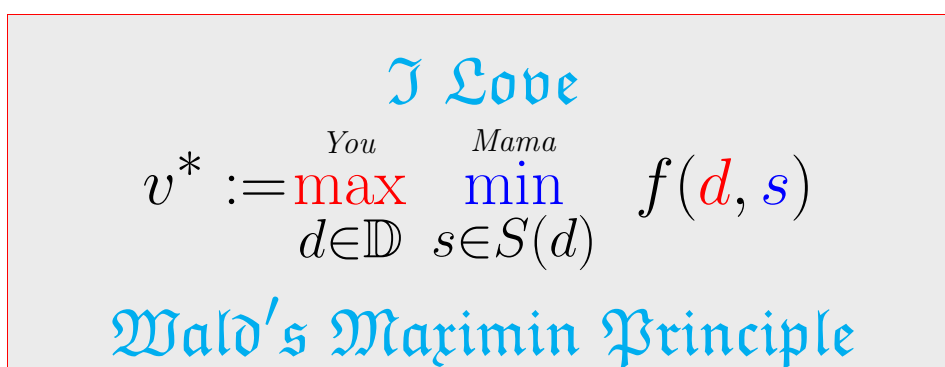 I Love
You Mama
v* := max min f(d, s)
d∈𝔻 s∈S(d)
Wald's Maximin Principle